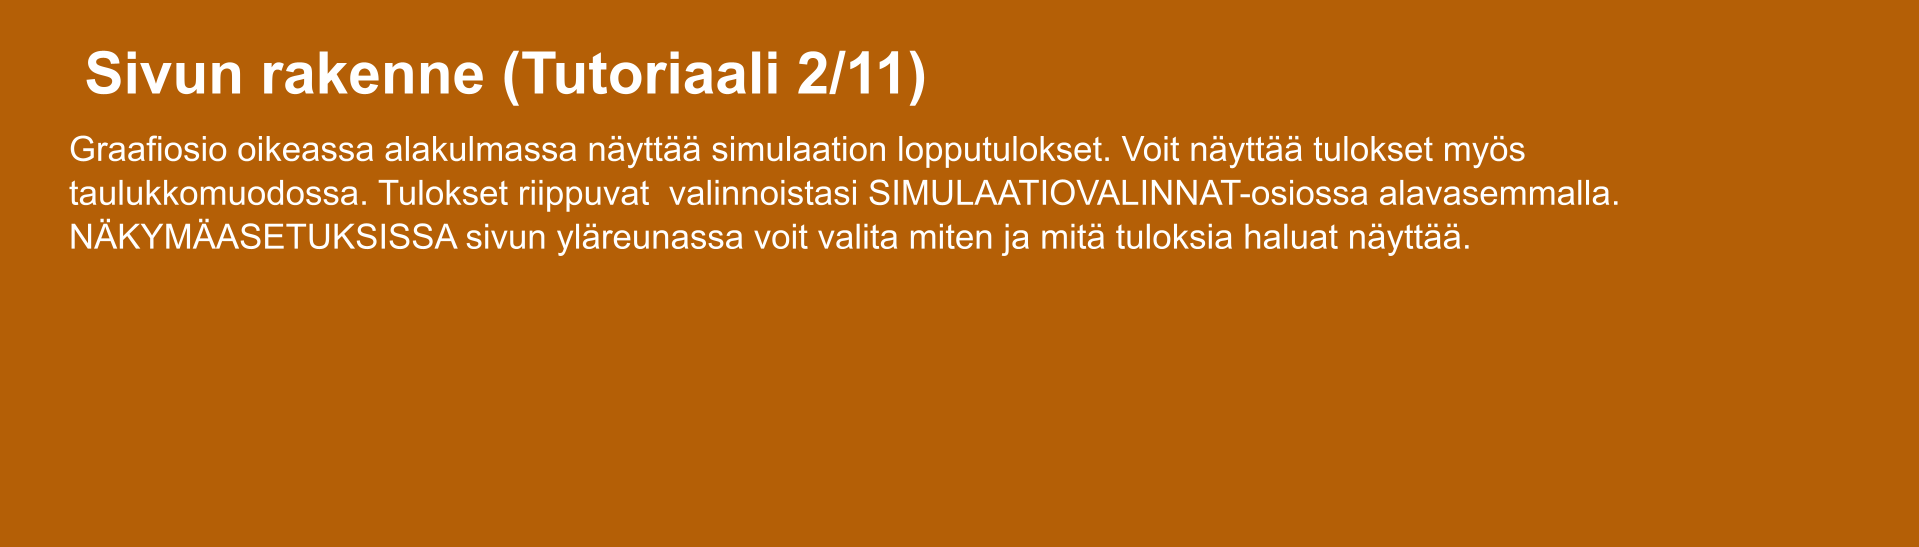 Sivun rakenne (Tutoriaali 2/11)
Graafiosio oikeassa alakulmassa näyttää simulaation lopputulokset. Voit näyttää tulokset myös
taulukkomuodossa. Tulokset riippuvat  valinnoistasi SIMULAATIOVALINNAT-osiossa alavasemmalla.
NÄKYMÄASETUKSISSA sivun yläreunassa voit valita miten ja mitä tuloksia haluat näyttää.